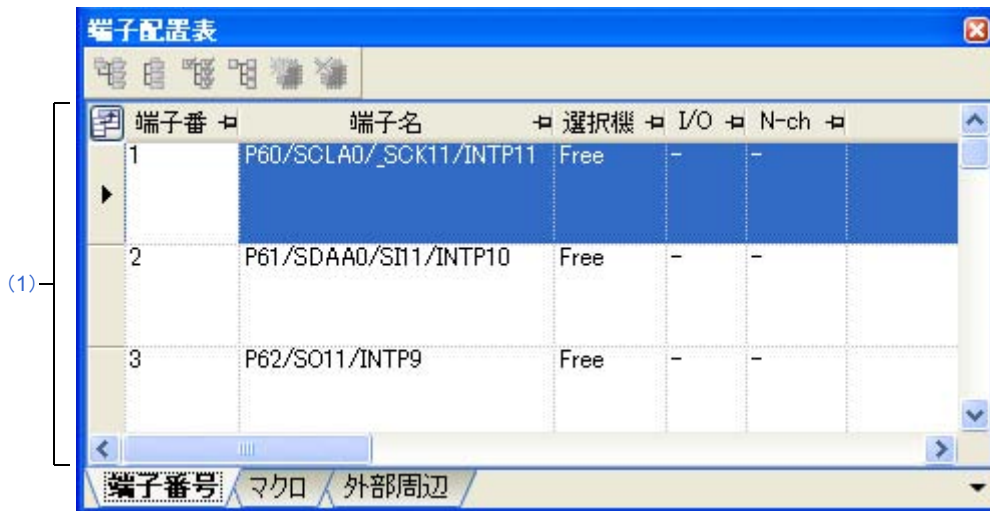 端子配置表
端子番 端子名 選択機 I/O N-ch
1 P60/SCLA0/_SCK11/INTP11 Free - -
(1)
2 P61/SDAA0/SI11/INTP10 Free - -
3 P62/SO11/INTP9 Free - -
端子番号 マクロ 外部周辺